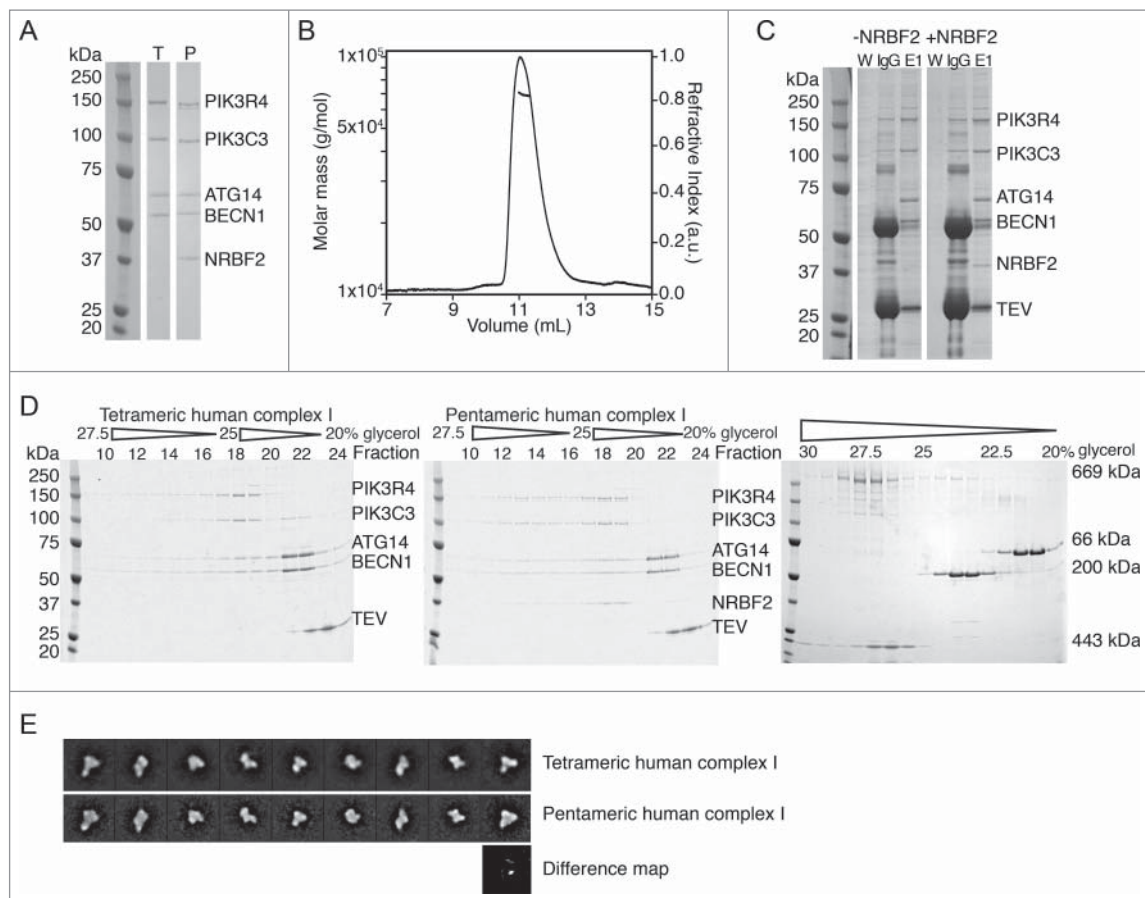 A
kDa T P
250
150 PIK3R4
100 PIK3C3
75
ATG14
BECN1
50
37 NRBF2
25
20
B
1x10⁵ 1.0
0.8
5x10⁴ 0.6
0.4
0.2
1x10⁴ 0.0
Molar mass (g/mol)
Refractive Index (a.u.)
7 9 11 13 15
Volume (mL)
C
-NRBF2 +NRBF2
W IgG E1 W IgG E1
kDa
250
150 PIK3R4
100 PIK3C3
75 ATG14
BECN1
50
NRBF2
37
TEV
25
20
D
Tetrameric human complex I
27.5 25 20% glycerol
10 12 14 16 18 20 22 24 Fraction
kDa
250
150 PIK3R4
100 PIK3C3
75 ATG14
BECN1
50
37
TEV
25
20
Pentameric human complex I
27.5 25 20% glycerol
10 12 14 16 18 20 22 24 Fraction
PIK3R4
PIK3C3
ATG14
BECN1
NRBF2
TEV
30 27.5 25 22.5 20% glycerol
669 kDa
66 kDa
200 kDa
443 kDa
E
Tetrameric human complex I
Pentameric human complex I
Difference map